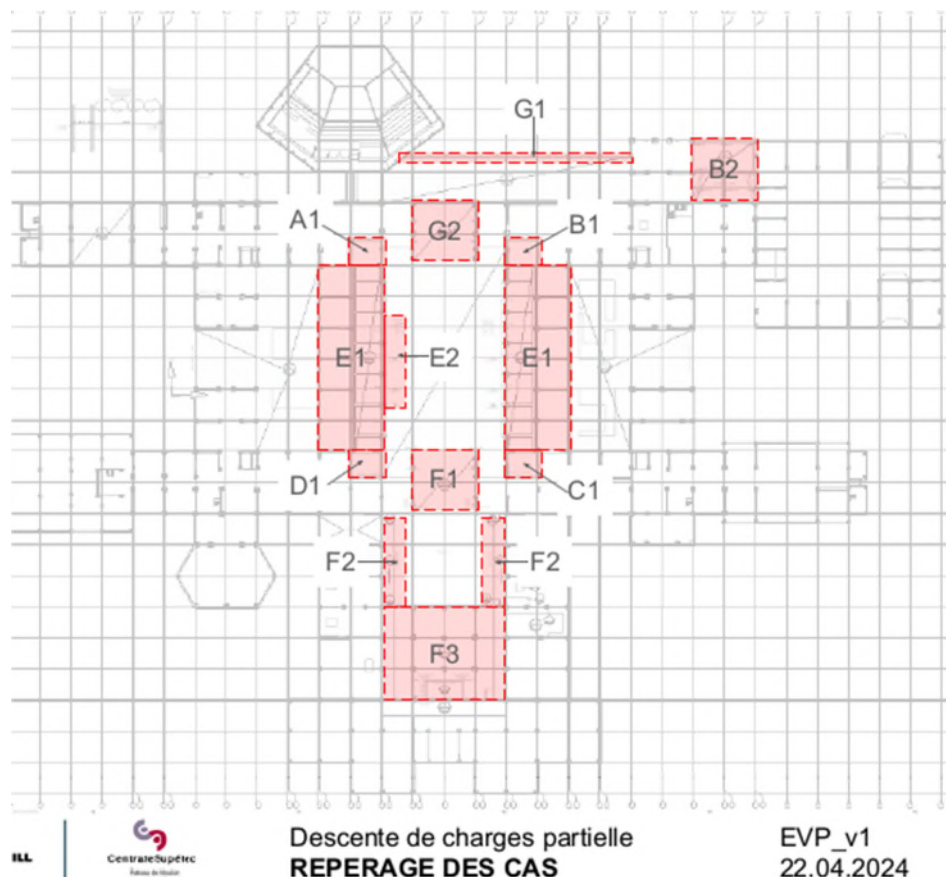 G1
B2
A1
G2
B1
E1
E2
E1
D1
F1
C1
F2
F2
F3
ILL
CentraleSupélec
Descente de charges partielle
REPERAGE DES CAS
EVP_v1
22.04.2024